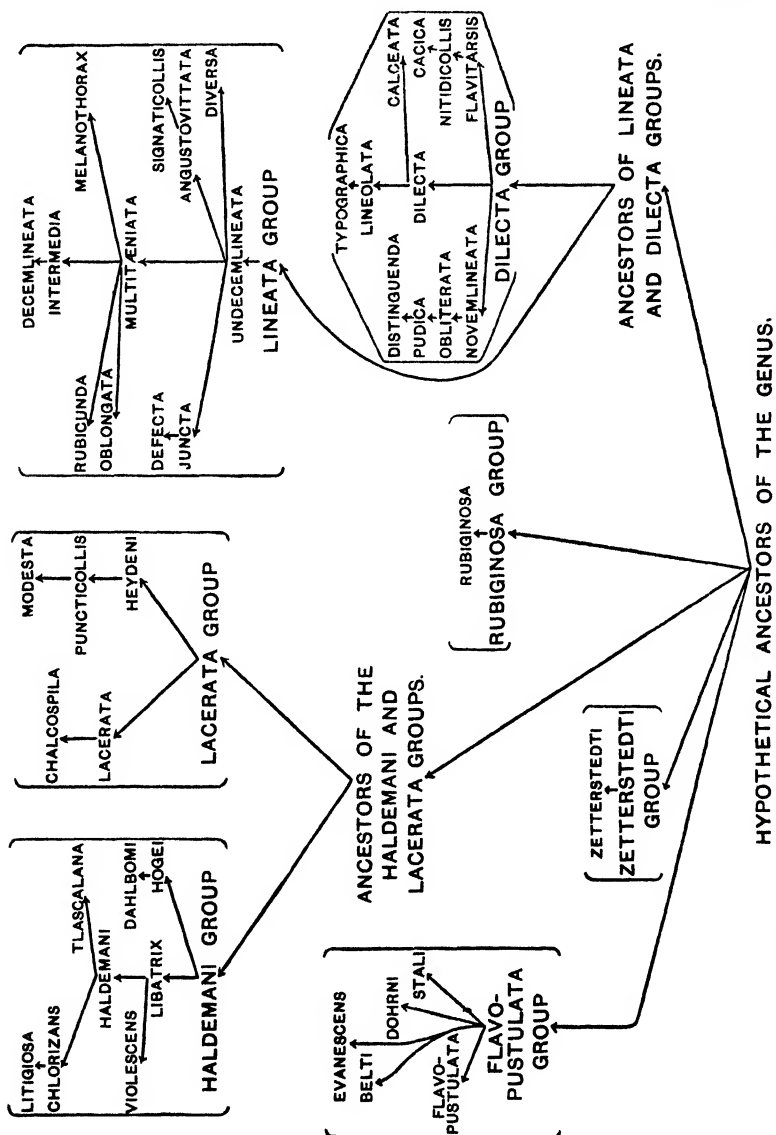 LITIGIOSA
CHLORIZANS
TLASCALANA
HALDEMANI
VIOLESCENS
LIBATRIX
DAHLBOMI
HOGEI
HALDEMANI GROUP
MODESTA
CHALCOSPILA
PUNCTICOLLIS
LACERATA
HEYDENI
LACERATA GROUP
DECEMLINEATA
INTERMEDIA
RUBICUNDA
MELANOTHORAX
OBLONGATA
MULTITÆNIATA
DEFECTA
SIGNATICOLLIS
JUNCTA
ANGUSTOVITTATA
DIVERSA
UNDECEMLINEATA
LINEATA GROUP
EVANESCENS
BELTI
DOHRNI
STALI
FLAVO-
PUSTULATA
FLAVO-
PUSTULATA
GROUP
ANCESTORS OF THE
HALDEMANI AND
LACERATA GROUPS.
RUBIGINOSA
RUBIGINOSA GROUP
TYPOGRAPHICA
LINEOLATA
DISTINGUENDA
CALCEATA
PUDICA
DILECTA
CACICA
OBLITERATA
NITIDICOLLIS
NOVEMLINEATA
FLAVITARSIS
DILECTA GROUP
ZETTERSTEDTI
ZETTERSTEDTI
GROUP
ANCESTORS OF LINEATA
AND DILECTA GROUPS.
HYPOTHETICAL ANCESTORS OF THE GENUS.